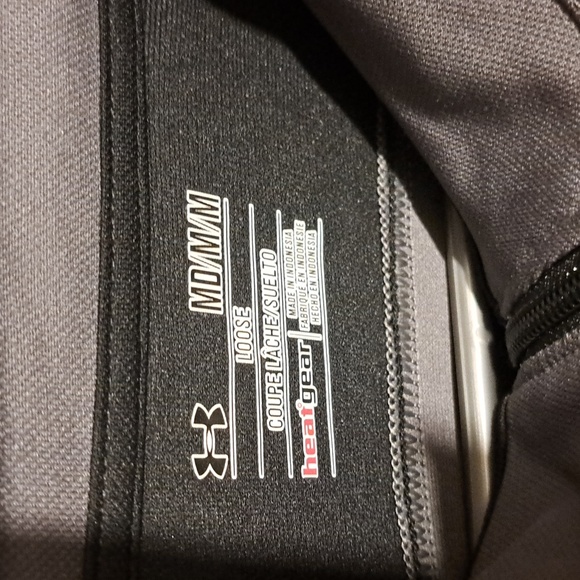 MD/M/M
LOOSE
COUPE LÂCHE/SUELTO
heatgear
MADE IN INDONESIA
FABRIQUÉ EN INDONÉSIE
HECHO EN INDONESIA